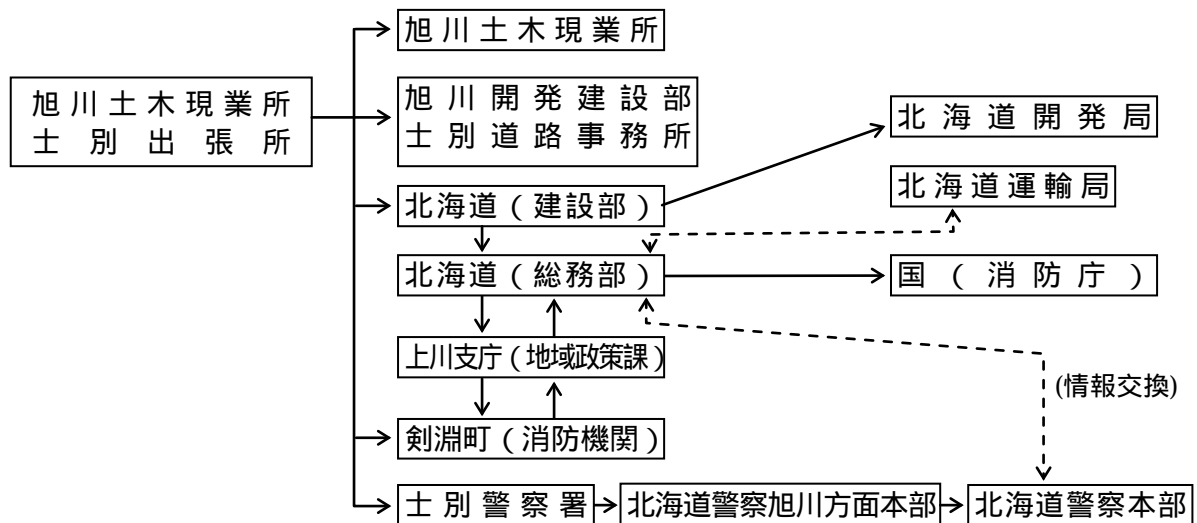 旭川土木現業所
旭川土木現業所
士別出張所
旭川開発建設部
士別道路事務所
北海道開発局
北海道運輸局
北海道（建設部）
北海道（総務部）
国（消防庁）
上川支庁（地域政策課）
(情報交換)
剣淵町（消防機関）
士別警察署
北海道警察旭川方面本部
北海道警察本部